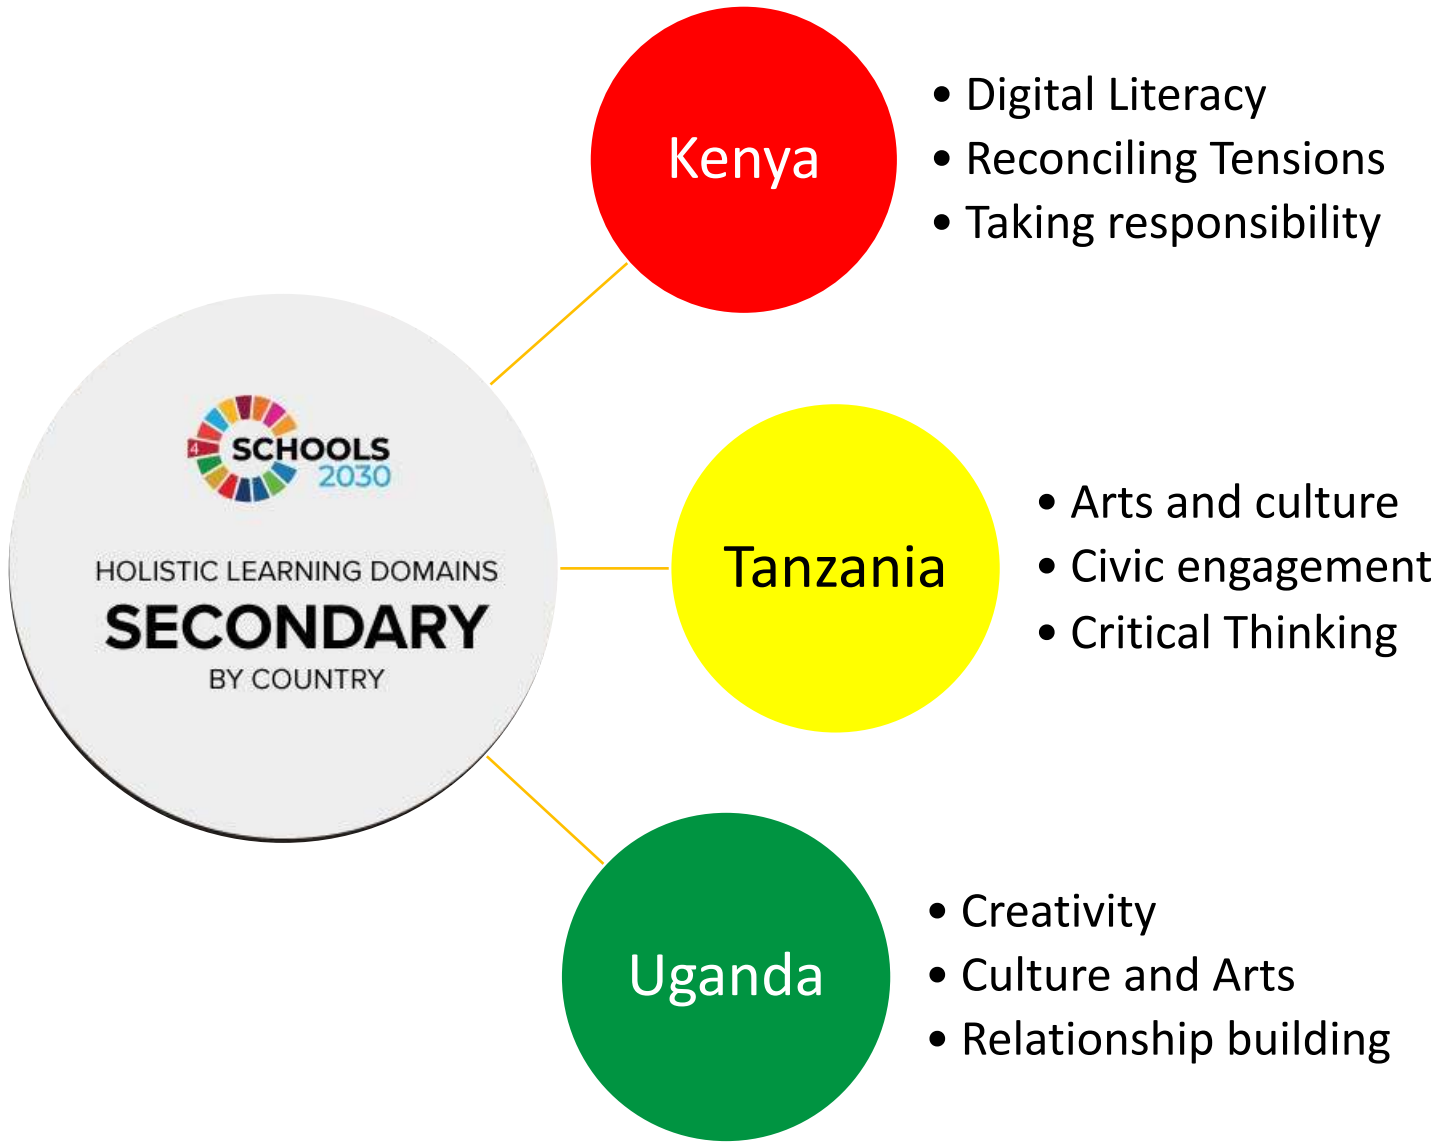 4
SCHOOLS
2030
HOLISTIC LEARNING DOMAINS
SECONDARY
BY COUNTRY
Kenya
• Digital Literacy
• Reconciling Tensions
• Taking responsibility
Tanzania
• Arts and culture
• Civic engagement
• Critical Thinking
Uganda
• Creativity
• Culture and Arts
• Relationship building